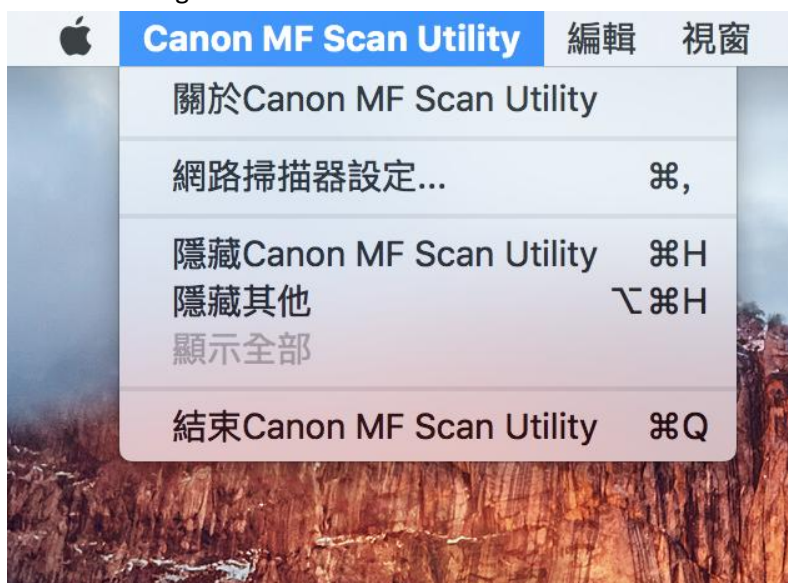 Canon MF Scan Utility 編輯 視窗
關於Canon MF Scan Utility
網路掃描器設定... ⌘,
隱藏Canon MF Scan Utility ⌘H
隱藏其他 ⌥⌘H
顯示全部
結束Canon MF Scan Utility ⌘Q